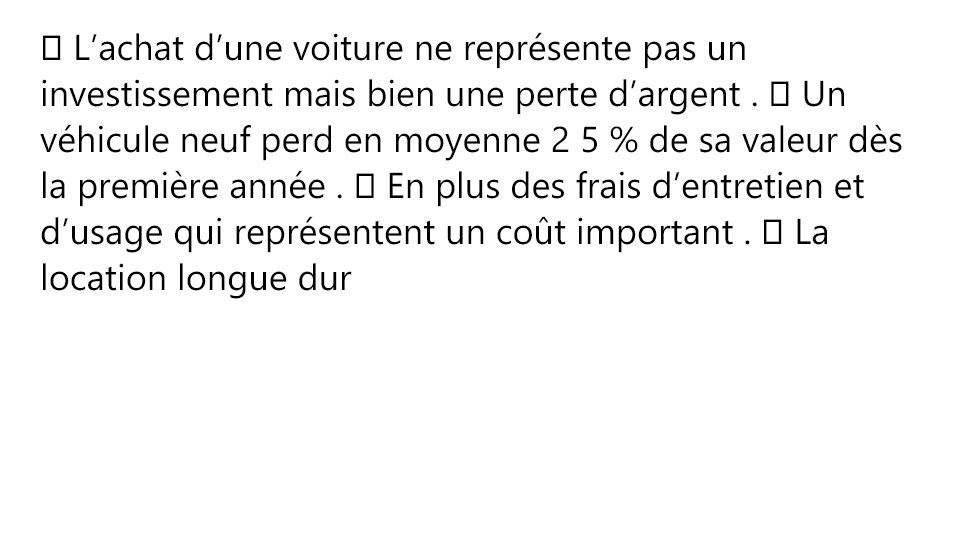 ▯ L’achat d’une voiture ne représente pas un
investissement mais bien une perte d’argent . ▯ Un
véhicule neuf perd en moyenne 2 5 % de sa valeur dès
la première année . ▯ En plus des frais d’entretien et
d’usage qui représentent un coût important . ▯ La
location longue dur